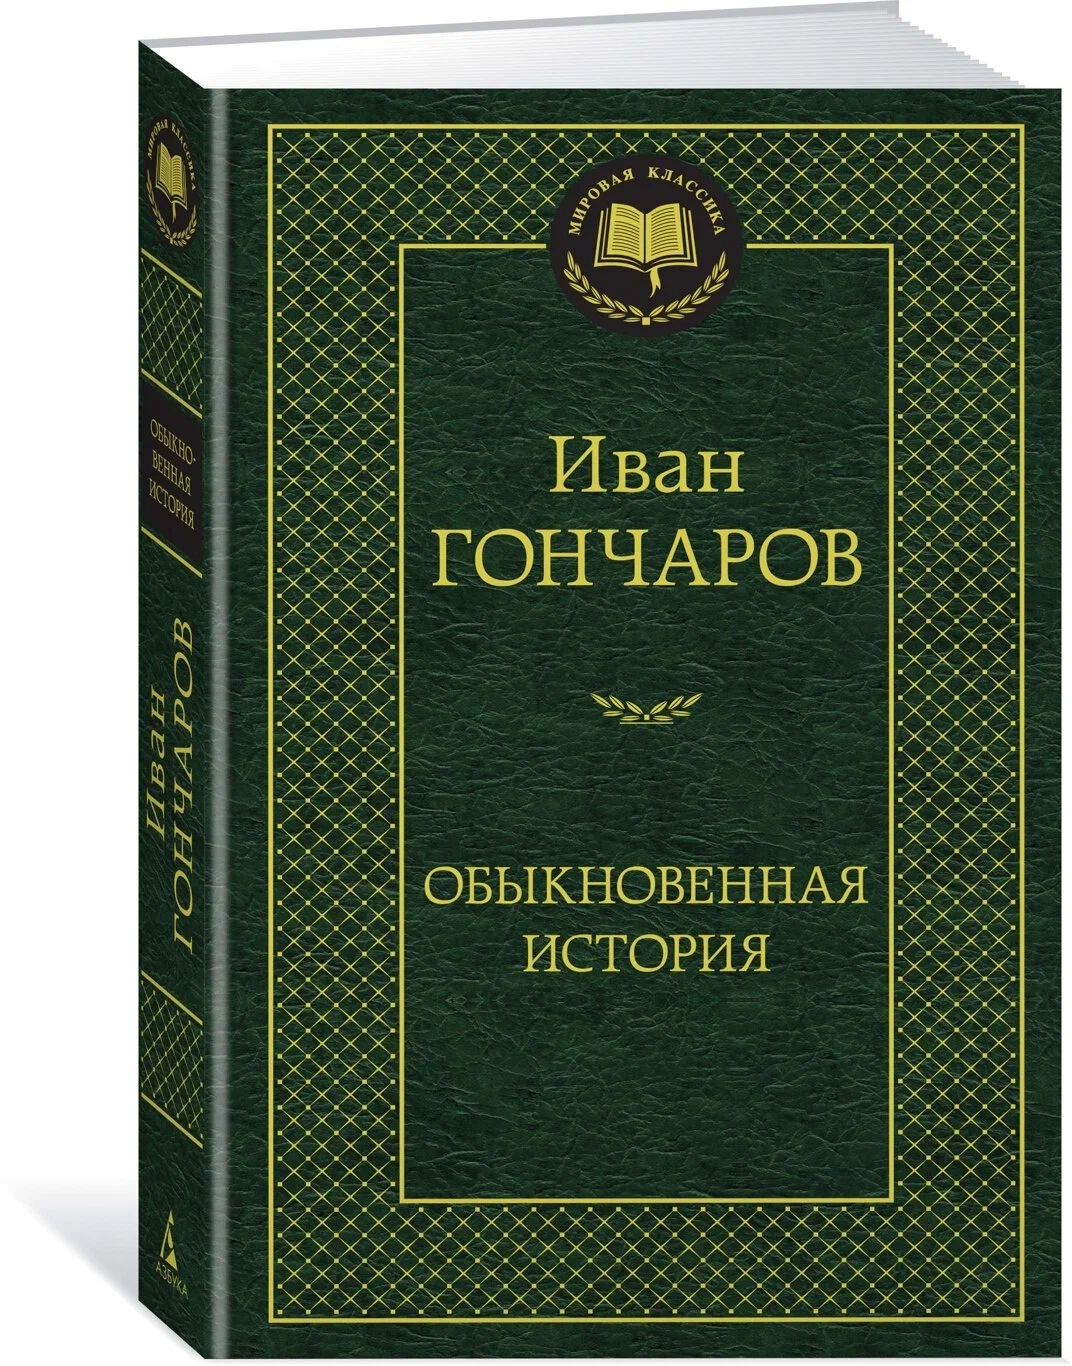 МИРОВАЯ КЛАССИКА
Иван
ГОНЧАРОВ
ОБЫКНОВЕННАЯ
ИСТОРИЯ
МИРОВАЯ КЛАССИКА
ОБЫКНО-
ВЕННАЯ
ИСТОРИЯ
Иван
ГОНЧАРОВ
АЗБУКА